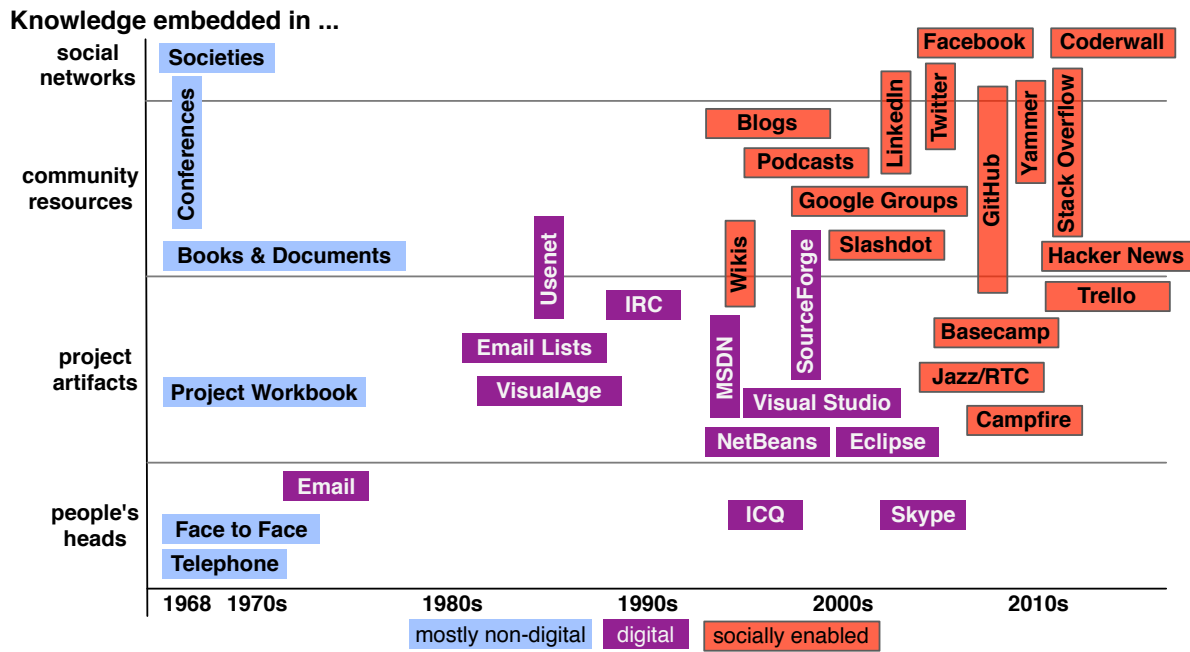 Knowledge embedded in ...
social
networks
Societies
Conferences
Facebook
Coderwall
LinkedIn
Twitter
GitHub
Yammer
Stack Overflow
community
resources
Blogs
Podcasts
Google Groups
Books & Documents
Usenet
Wikis
SourceForge
Slashdot
Hacker News
project
artifacts
IRC
Trello
Email Lists
MSDN
Basecamp
Project Workbook
VisualAge
Visual Studio
Jazz/RTC
NetBeans
Eclipse
Campfire
people's
heads
Email
Face to Face
ICQ
Skype
Telephone
1968 1970s 1980s 1990s 2000s 2010s
mostly non-digital digital socially enabled